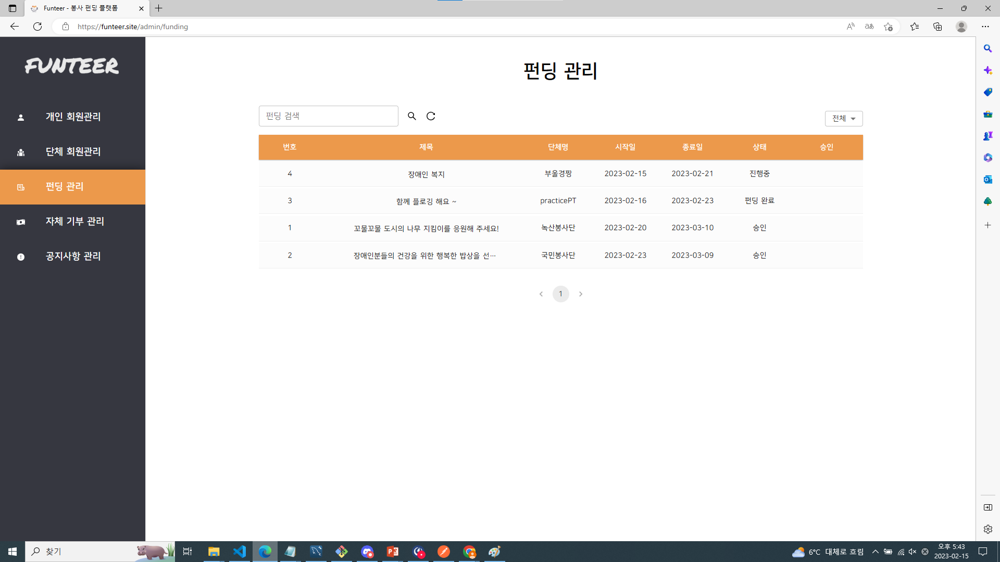 Funteer - 봉사 펀딩 플랫폼
https://funteer.site/admin/funding
FUNTEER
개인 회원관리
단체 회원관리
펀딩 관리
자체 기부 관리
공지사항 관리
펀딩 관리
펀딩 검색
전체
번호 제목 단체명 시작일 종료일 상태 승인
4 장애인 복지 부울경짱 2023-02-15 2023-02-21 진행중
3 함께 플로깅 해요 ~ practicePT 2023-02-16 2023-02-23 펀딩 완료
1 꼬물꼬물 도시의 나무 지킴이를 응원해 주세요! 녹산봉사단 2023-02-20 2023-03-10 승인
2 장애인분들의 건강을 위한 행복한 밥상을 선… 국민봉사단 2023-02-23 2023-03-09 승인
1
찾기
6°C 대체로 흐림
오후 5:43
2023-02-15